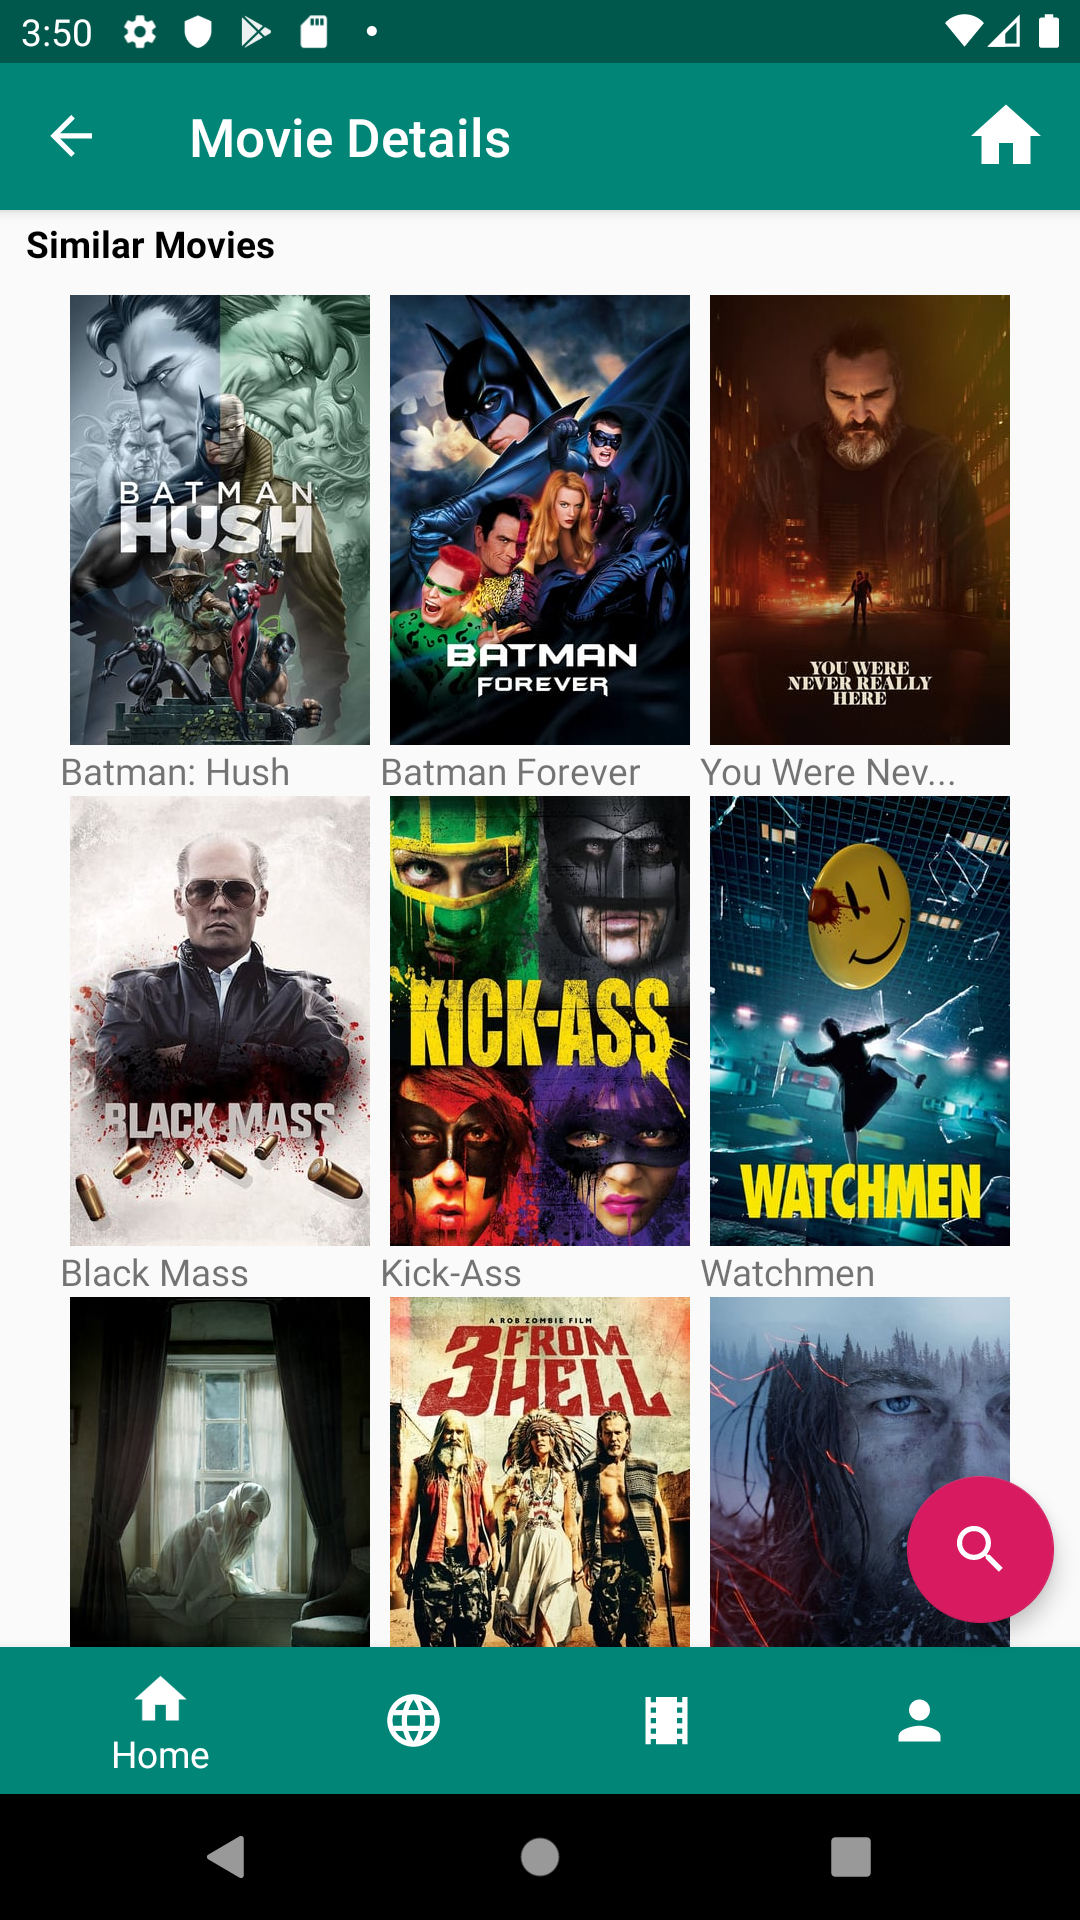 3:50
Movie Details
Similar Movies
BATMAN
HUSH
BATMAN
FOREVER
YOU WERE
NEVER REALLY
HERE
Batman: Hush
Batman Forever
You Were Nev...
BLACK MASS
KICK-ASS
WATCHMEN
Black Mass
Kick-Ass
Watchmen
A ROB ZOMBIE FILM
3 FROM
HELL
Home